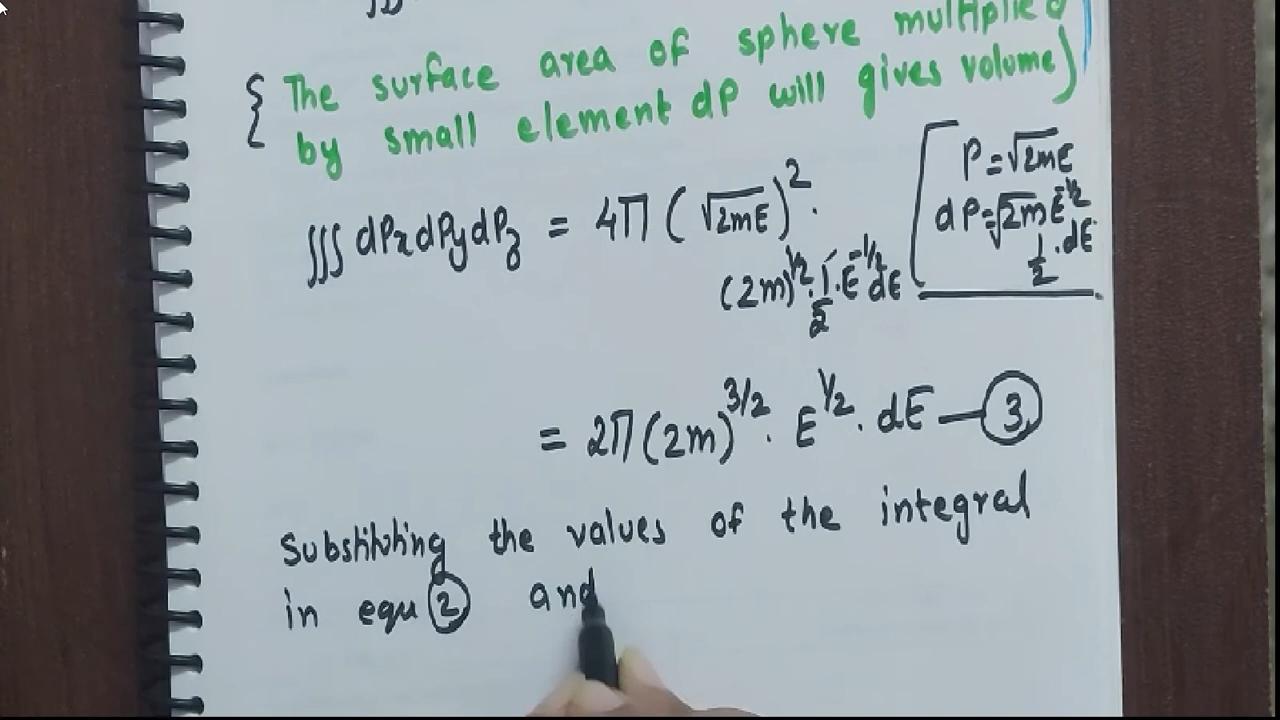 { The surface area of sphere multiplied
by small element dP will gives volume)
P = √2mE
dP = √2m E^-1/2
1/2 . dE
∭ dPx dPy dPz = 4Π ( √2mE )^2 .
(2m)^1/2 . 1/2 . E^-1/2 dE
= 2Π (2m)^3/2 . E^1/2 . dE — ③
Substituting the values of the integral
in equ ② and